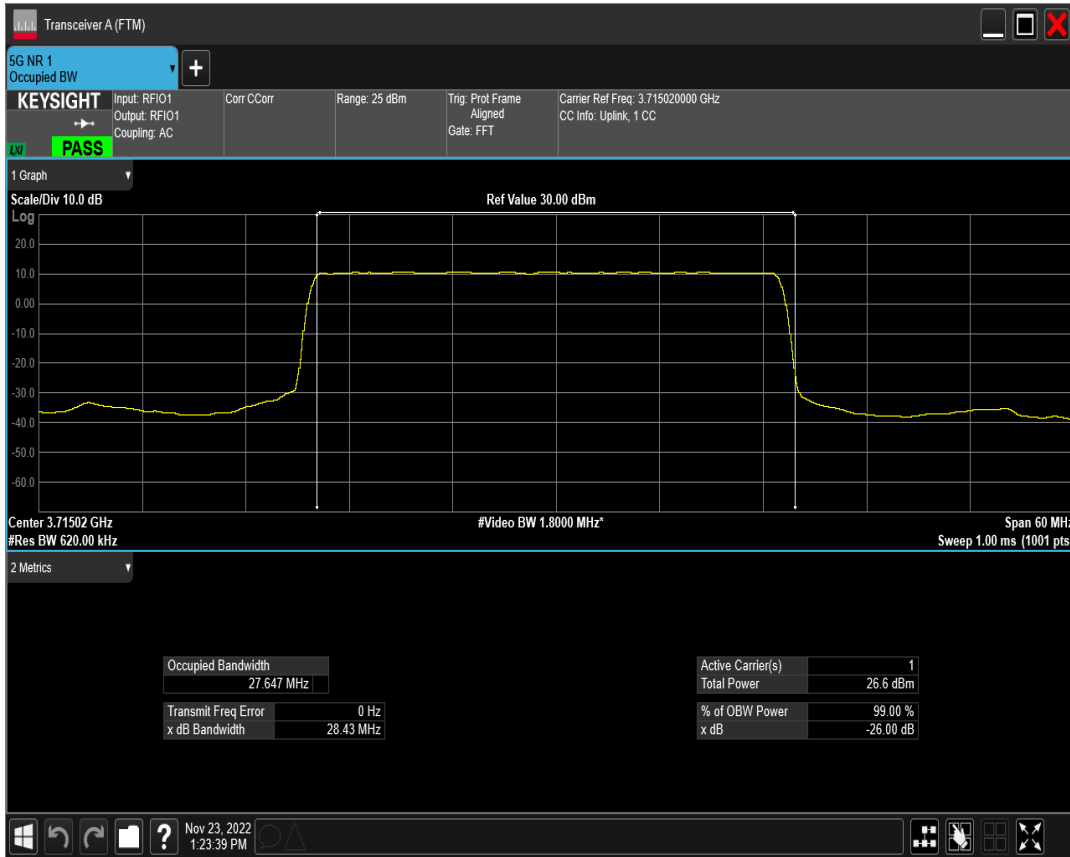 Transceiver A (FTM)
5G NR 1
Occupied BW
+
KEYSIGHT
Input: RFIO1
Output: RFIO1
Coupling: AC
Corr CCorr
Range: 25 dBm
Trig: Prot Frame
Aligned
Gate: FFT
Carrier Ref Freq: 3.715020000 GHz
CC Info: Uplink, 1 CC
LXI
PASS
1 Graph
Scale/Div 10.0 dB
Ref Value 30.00 dBm
Log
20.0
10.0
0.00
-10.0
-20.0
-30.0
-40.0
-50.0
-60.0
Center 3.71502 GHz
#Video BW 1.8000 MHz*
Span 60 MHz
#Res BW 620.00 kHz
Sweep 1.00 ms (1001 pts
2 Metrics
Occupied Bandwidth
27.647 MHz
Transmit Freq Error 0 Hz
x dB Bandwidth 28.43 MHz
Active Carrier(s) 1
Total Power 26.6 dBm
% of OBW Power 99.00 %
x dB -26.00 dB
?
Nov 23, 2022
1:23:39 PM